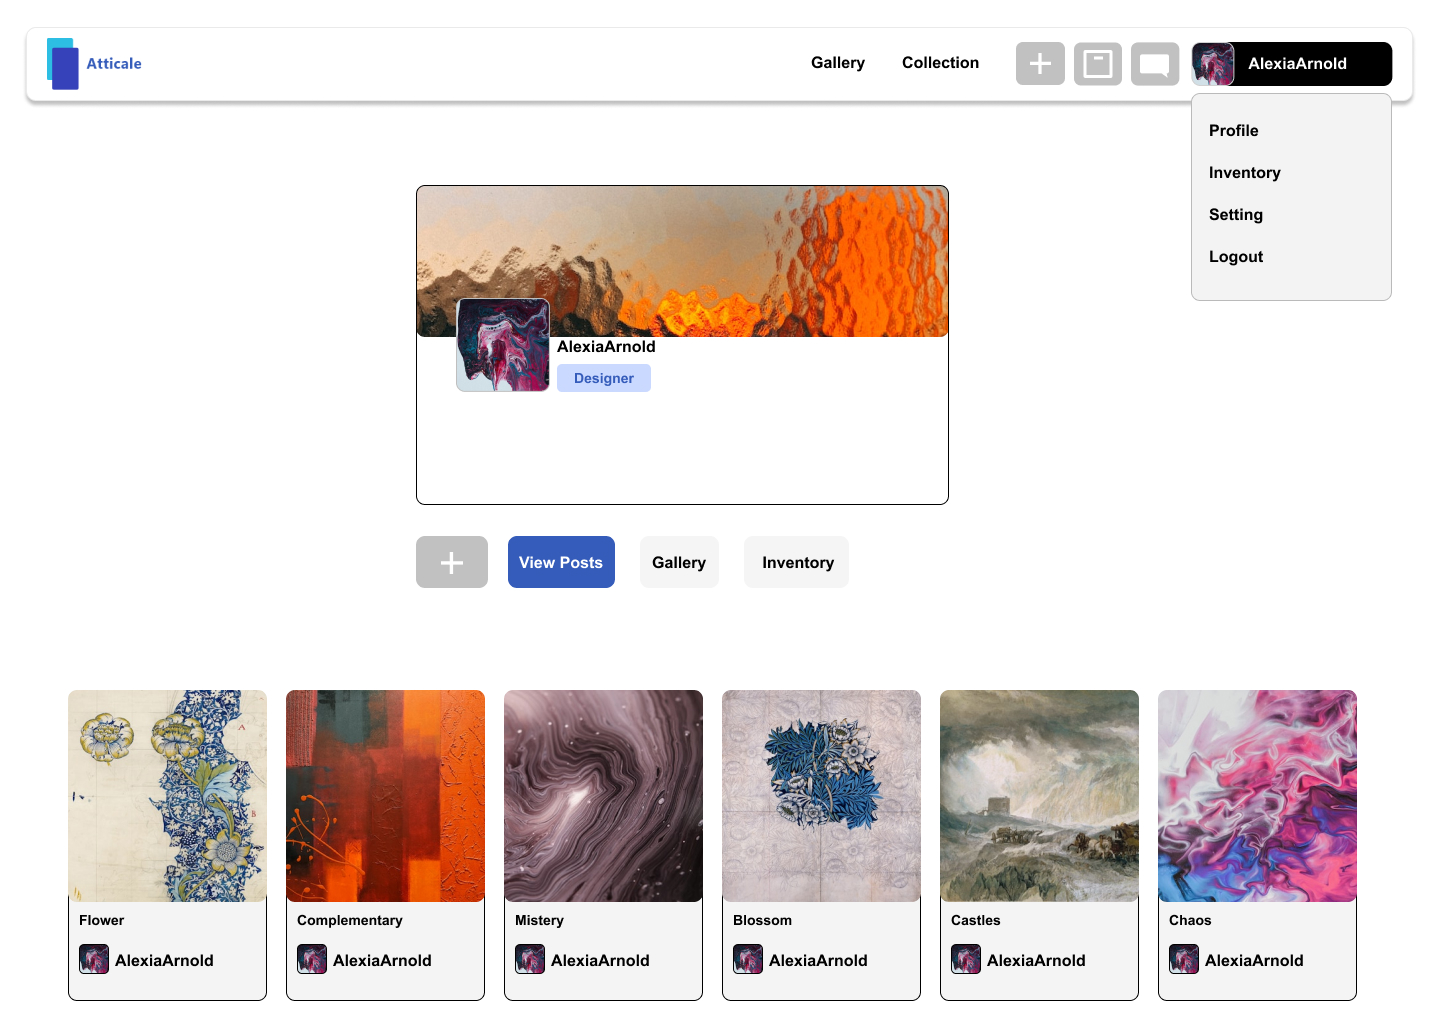 Atticale
Gallery
Collection
AlexiaArnold
Profile
Inventory
Setting
Logout
AlexiaArnold
Designer
View Posts
Gallery
Inventory
A
B
Flower
AlexiaArnold
Complementary
AlexiaArnold
Mistery
AlexiaArnold
Blossom
AlexiaArnold
Castles
AlexiaArnold
Chaos
AlexiaArnold